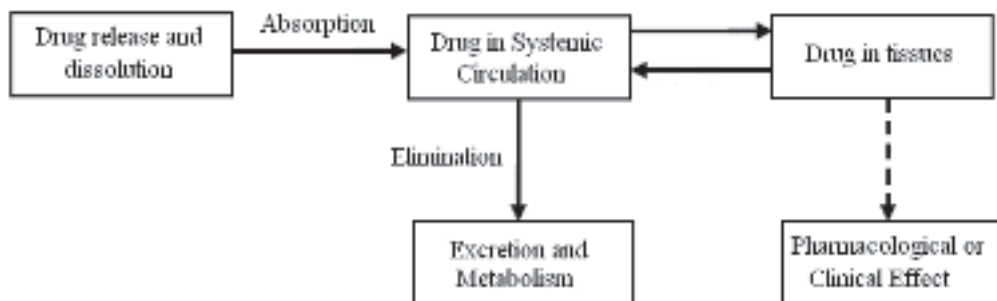 Absorption
Drug release and
dissolution
Drug in Systemic
Circulation
Drug in tissues
Elimination
Excretion and
Metabolism
Pharmacological or
Clinical Effect